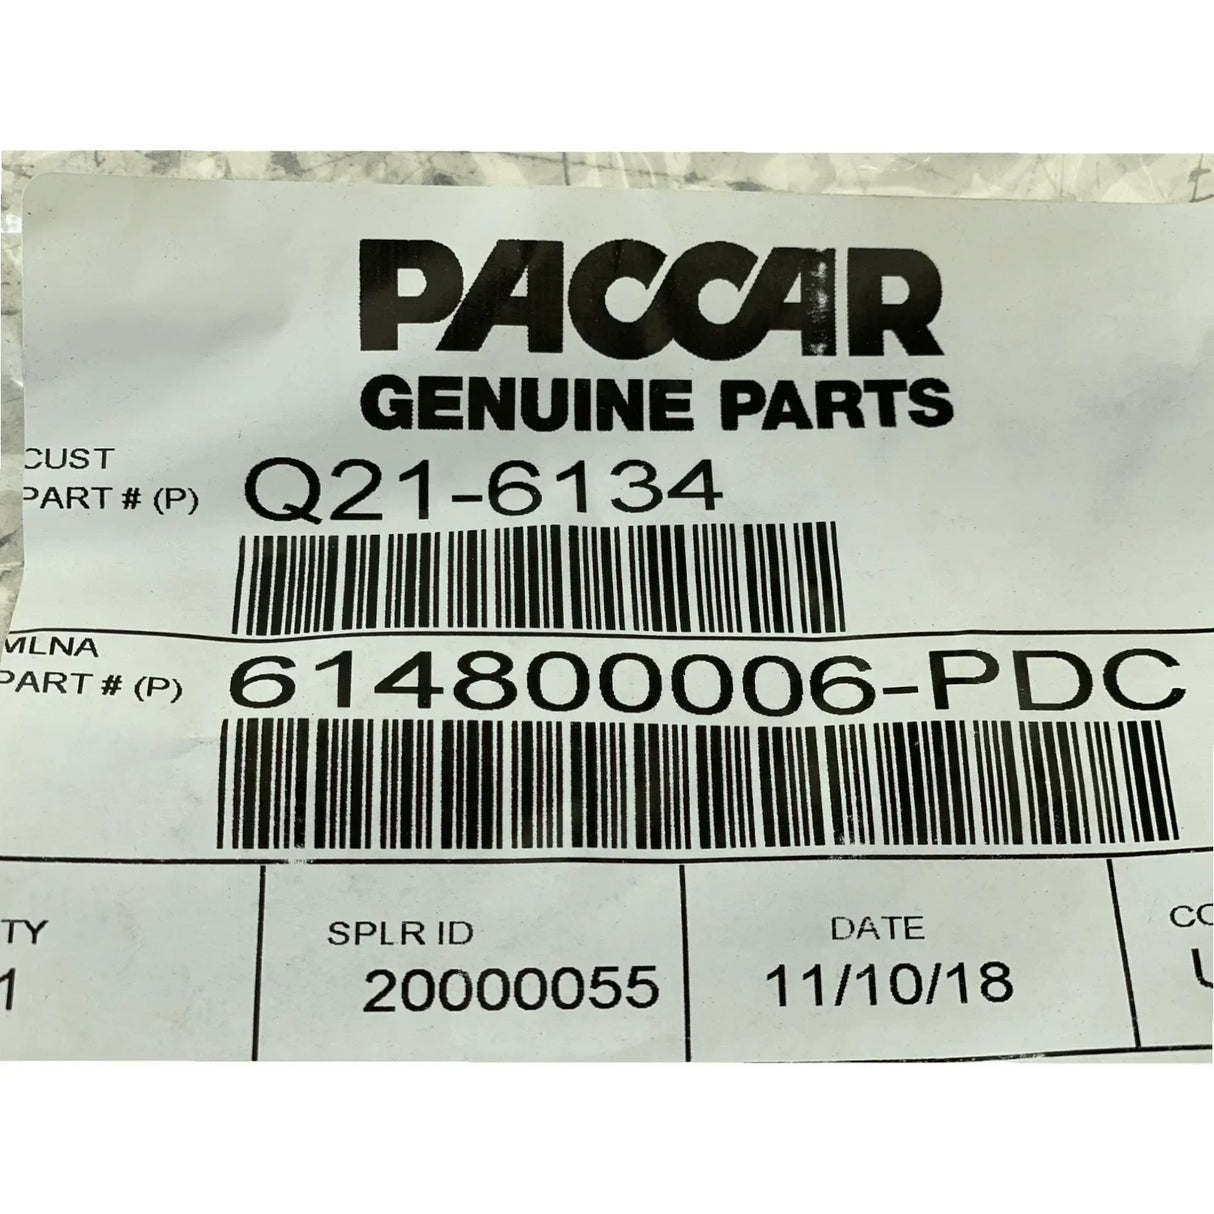 PACCAR
GENUINE PARTS
CUST
PART # (P) Q21-6134
MLNA
PART # (P) 614800006-PDC
TY SPLR ID DATE CO
1 20000055 11/10/18